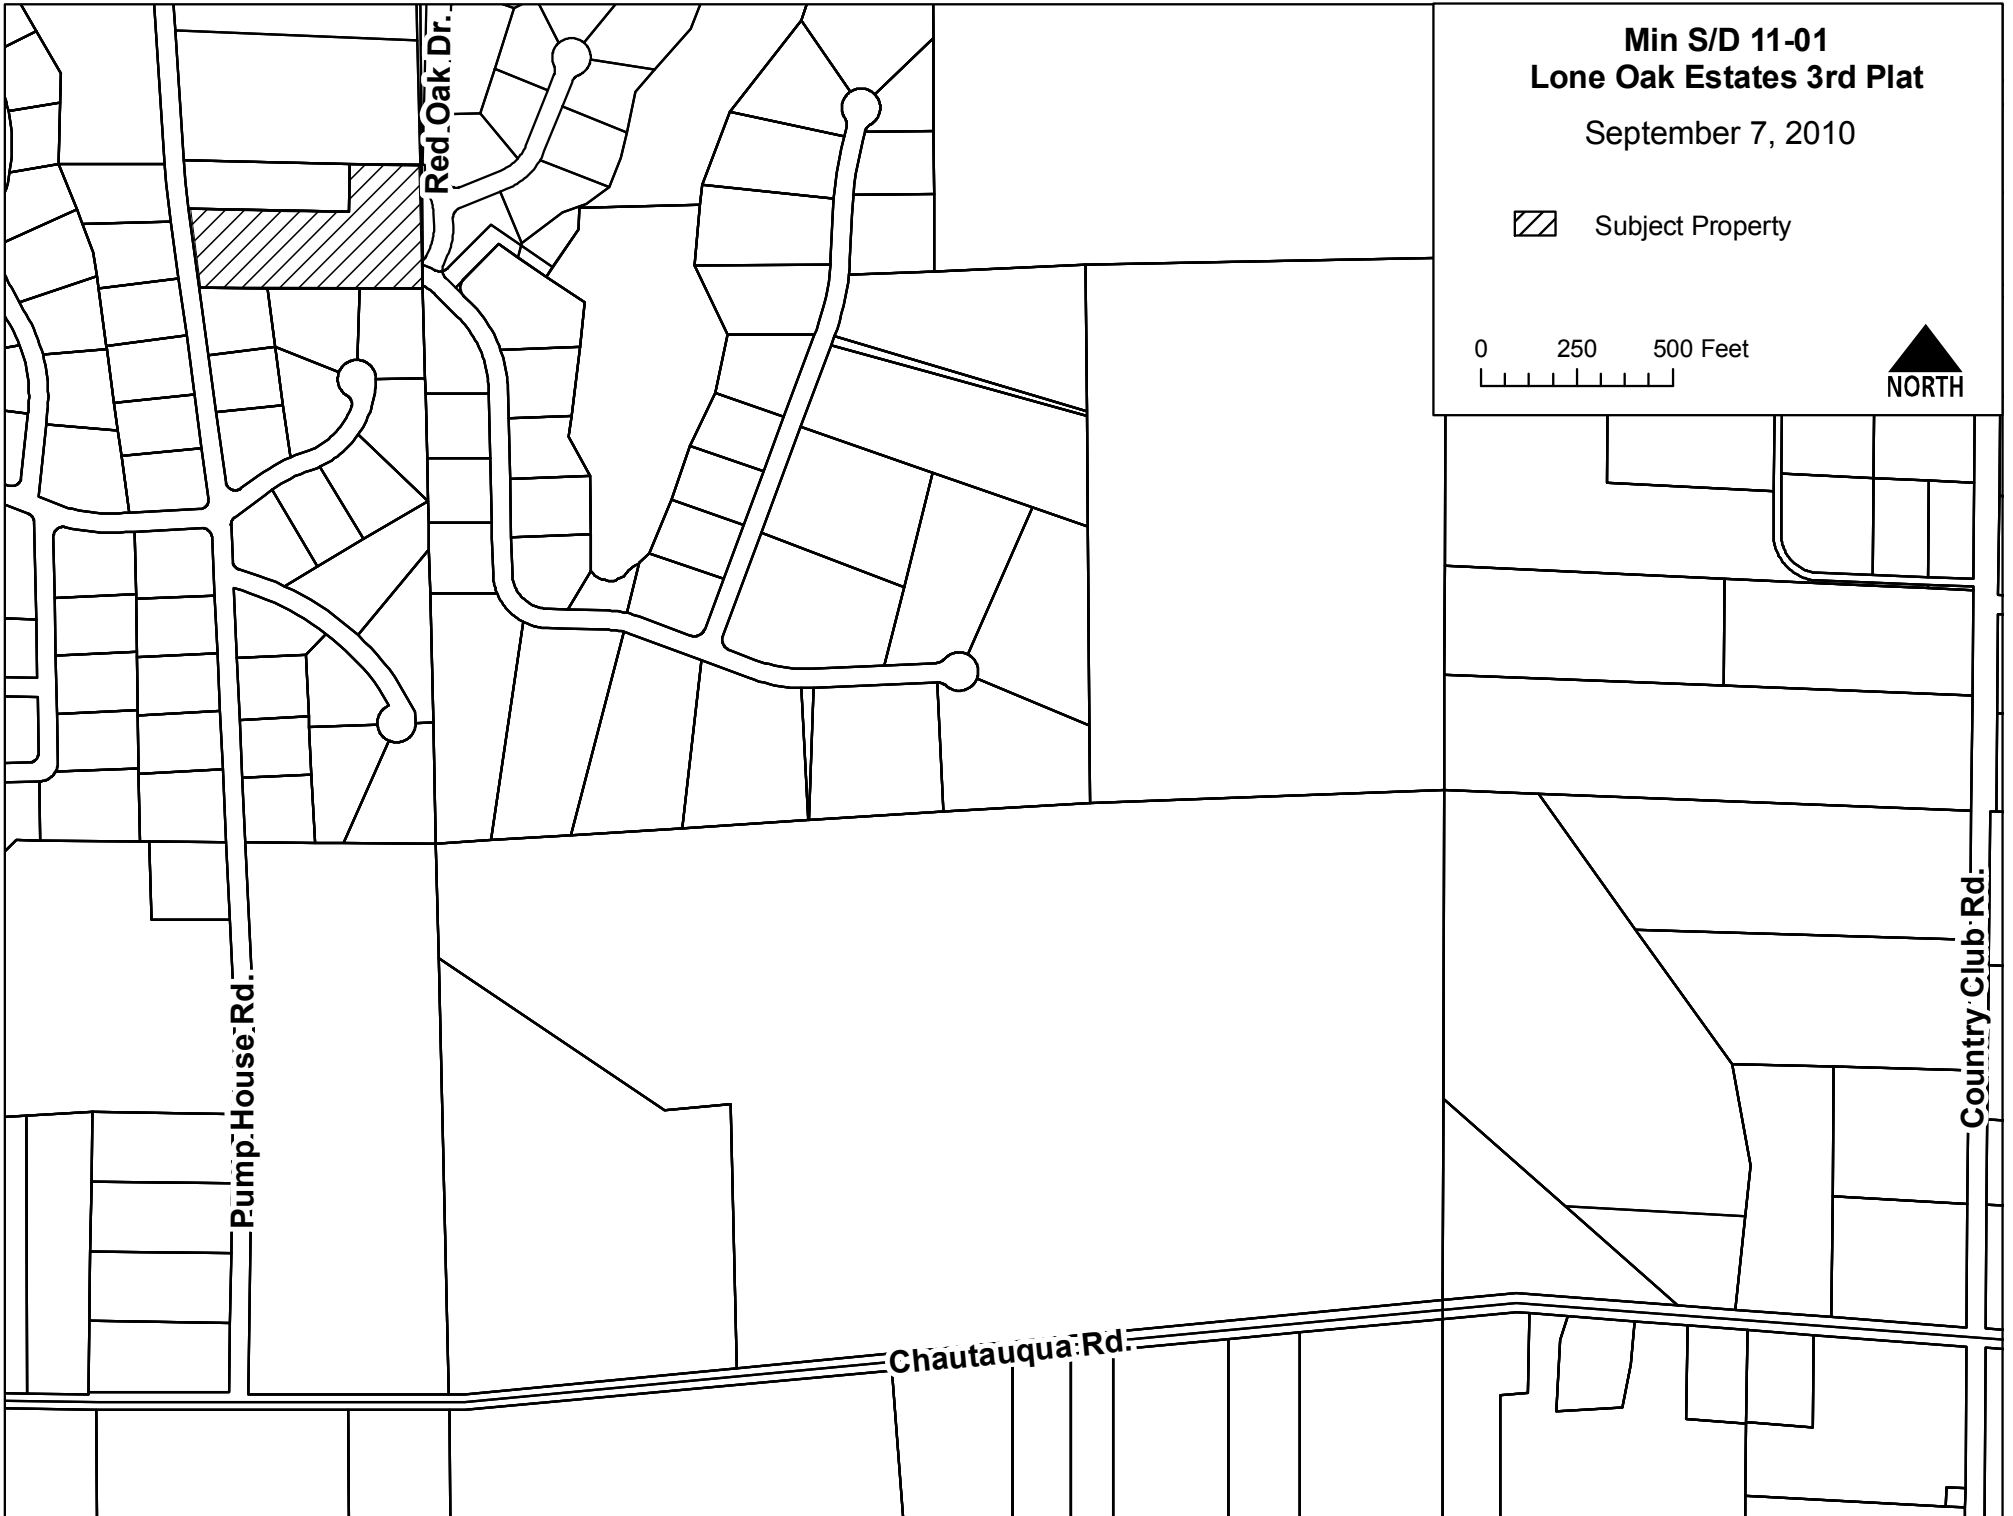 Min S/D 11-01
Lone Oak Estates 3rd Plat
September 7, 2010
Subject Property
0 250 500 Feet
NORTH
Red Oak Dr.
Pump House Rd.
Country Club Rd.
Chautauqua Rd.